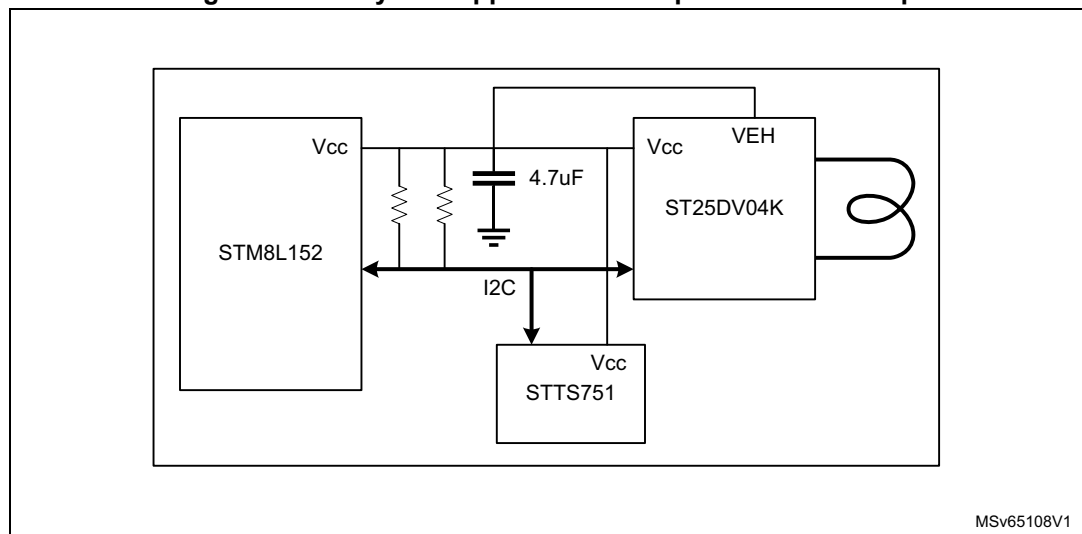 Vcc
VEH
Vcc
4.7uF
ST25DV04K
STM8L152
I2C
Vcc
STTS751
MSv65108V1